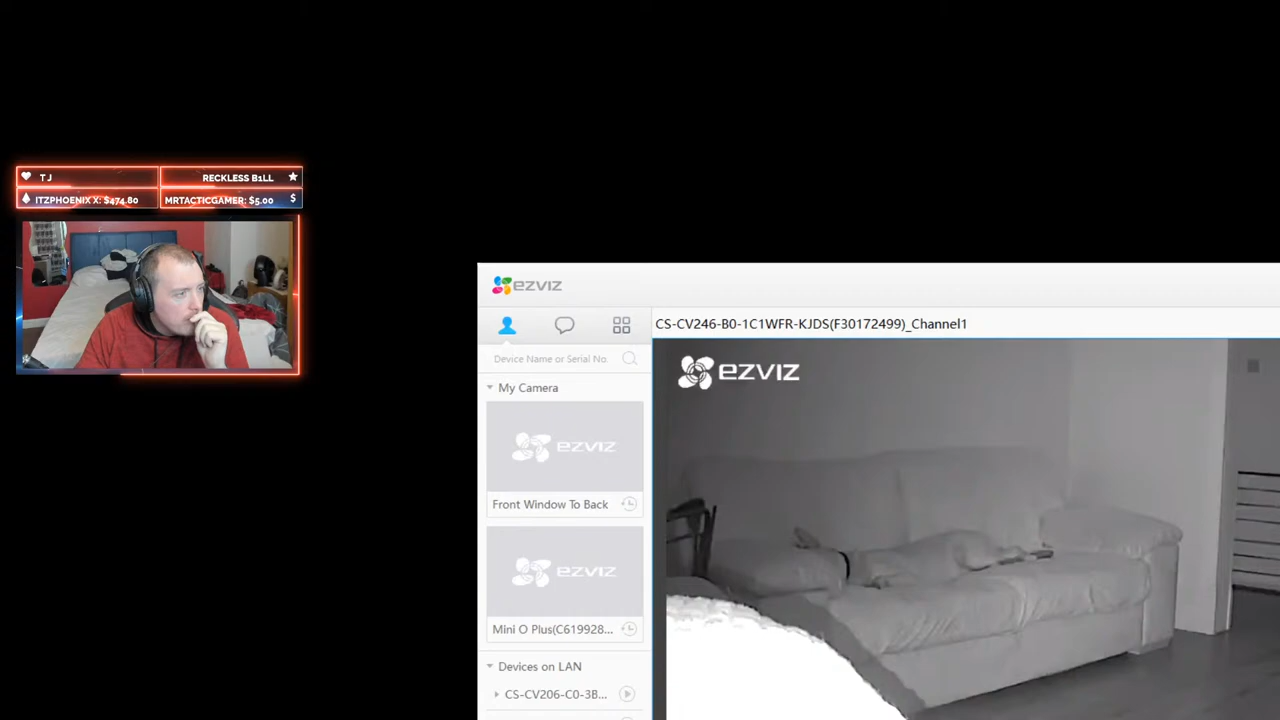 TJ
RECKLESS B1LL
ITZPHOENIX X: $474.80
MRTACTICGAMER: $5.00
$
ezviz
CS-CV246-B0-1C1WFR-KJDS(F30172499)_Channel1
Device Name or Serial No.
My Camera
ezviz
ezviz
Front Window To Back
ezviz
Mini O Plus(C619928...
Devices on LAN
CS-CV206-C0-3B...